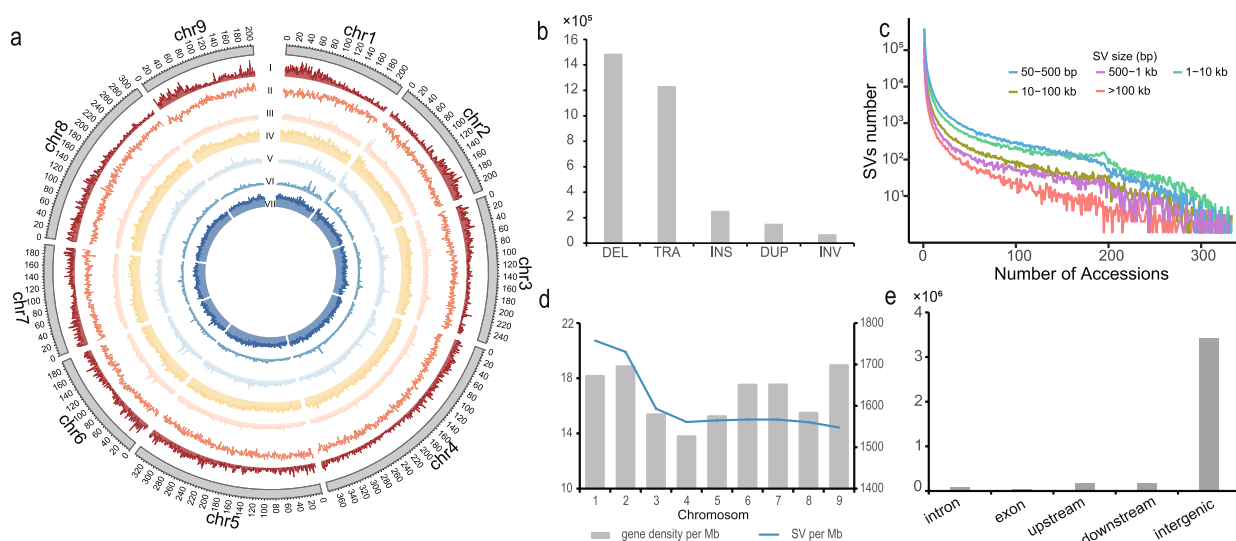 a
chr1
chr2
chr3
chr4
chr5
chr6
chr7
chr8
chr9
I
II
III
IV
V
VI
VII
b
×10⁵
16
14
12
10
8
6
4
2
0
DEL TRA INS DUP INV
c
SV size (bp)
50−500 bp 500−1 kb 1−10 kb
10−100 kb >100 kb
SVs number
10⁵
10⁴
10³
10²
10¹
0 100 200 300
Number of Accessions
d
22
18
14
10
1800
1700
1600
1500
1400
1 2 3 4 5 6 7 8 9
Chromosom
gene density per Mb SV per Mb
e
×10⁶
4
3
2
1
0
intron exon upstream downstream intergenic